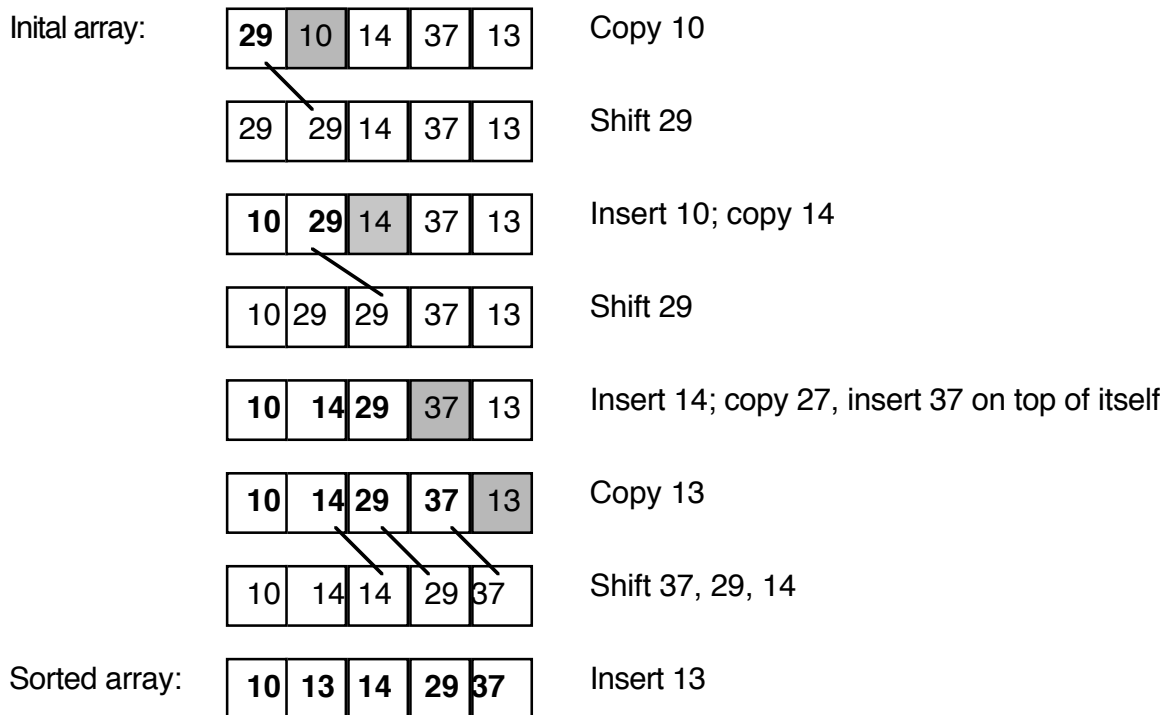 Inital array: 29 10 14 37 13 Copy 10
29 29 14 37 13 Shift 29
10 29 14 37 13 Insert 10; copy 14
10 29 29 37 13 Shift 29
10 14 29 37 13 Insert 14; copy 27, insert 37 on top of itself
10 14 29 37 13 Copy 13
10 14 14 29 37 Shift 37, 29, 14
Sorted array: 10 13 14 29 37 Insert 13